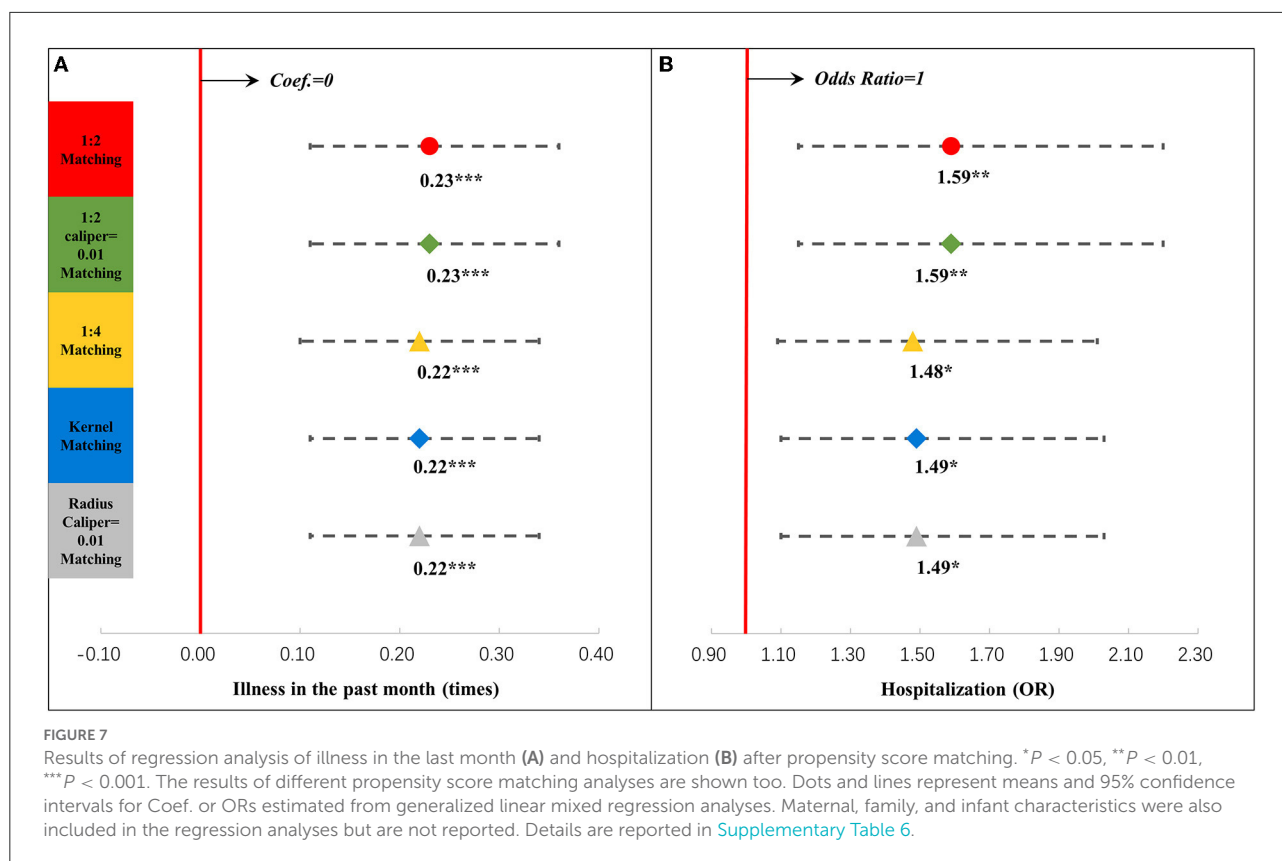 A
Coef.=0
1:2
Matching
0.23***
1:2
caliper=
0.01
Matching
0.23***
1:4
Matching
0.22***
Kernel
Matching
0.22***
Radius
Caliper=
0.01
Matching
0.22***
-0.10 0.00 0.10 0.20 0.30 0.40
Illness in the past month (times)
B
Odds Ratio=1
1.59**
1.59**
1.48*
1.49*
1.49*
0.90 1.10 1.30 1.50 1.70 1.90 2.10 2.30
Hospitalization (OR)
FIGURE 7
Results of regression analysis of illness in the last month (A) and hospitalization (B) after propensity score matching. *P < 0.05, **P < 0.01,
***P < 0.001. The results of different propensity score matching analyses are shown too. Dots and lines represent means and 95% confidence
intervals for Coef. or ORs estimated from generalized linear mixed regression analyses. Maternal, family, and infant characteristics were also
included in the regression analyses but are not reported. Details are reported in Supplementary Table 6.